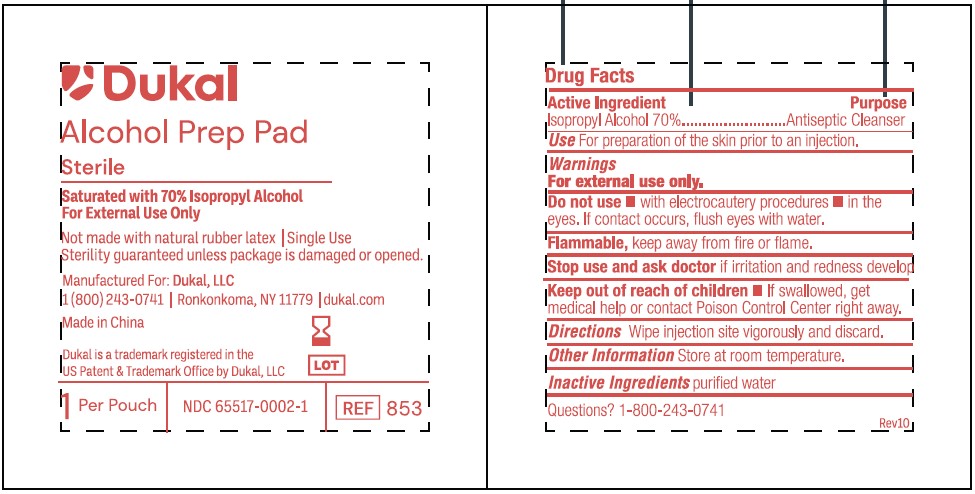 Dukal
Alcohol Prep Pad
Sterile
Saturated with 70% Isopropyl Alcohol
For External Use Only
Not made with natural rubber latex | Single Use
Sterility guaranteed unless package is damaged or opened.
Manufactured For: Dukal, LLC
1 (800) 243-0741 | Ronkonkoma, NY 11779 | dukal.com
Made in China
Dukal is a trademark registered in the
US Patent & Trademark Office by Dukal, LLC
LOT
1 Per Pouch
NDC 65517-0002-1
REF 853
Drug Facts
Active Ingredient Purpose
Isopropyl Alcohol 70%........................Antiseptic Cleanser
Use For preparation of the skin prior to an injection.
Warnings
For external use only.
Do not use ■ with electrocautery procedures ■ in the
eyes. If contact occurs, flush eyes with water.
Flammable, keep away from fire or flame.
Stop use and ask doctor if irritation and redness develop
Keep out of reach of children ■ If swallowed, get
medical help or contact Poison Control Center right away.
Directions Wipe injection site vigorously and discard.
Other Information Store at room temperature.
Inactive Ingredients purified water
Questions? 1-800-243-0741
Rev10